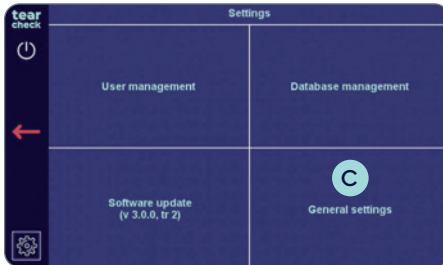 tear
check
Settings
User management
Database management
Software update
(v 3.0.0, tr 2)
C
General settings